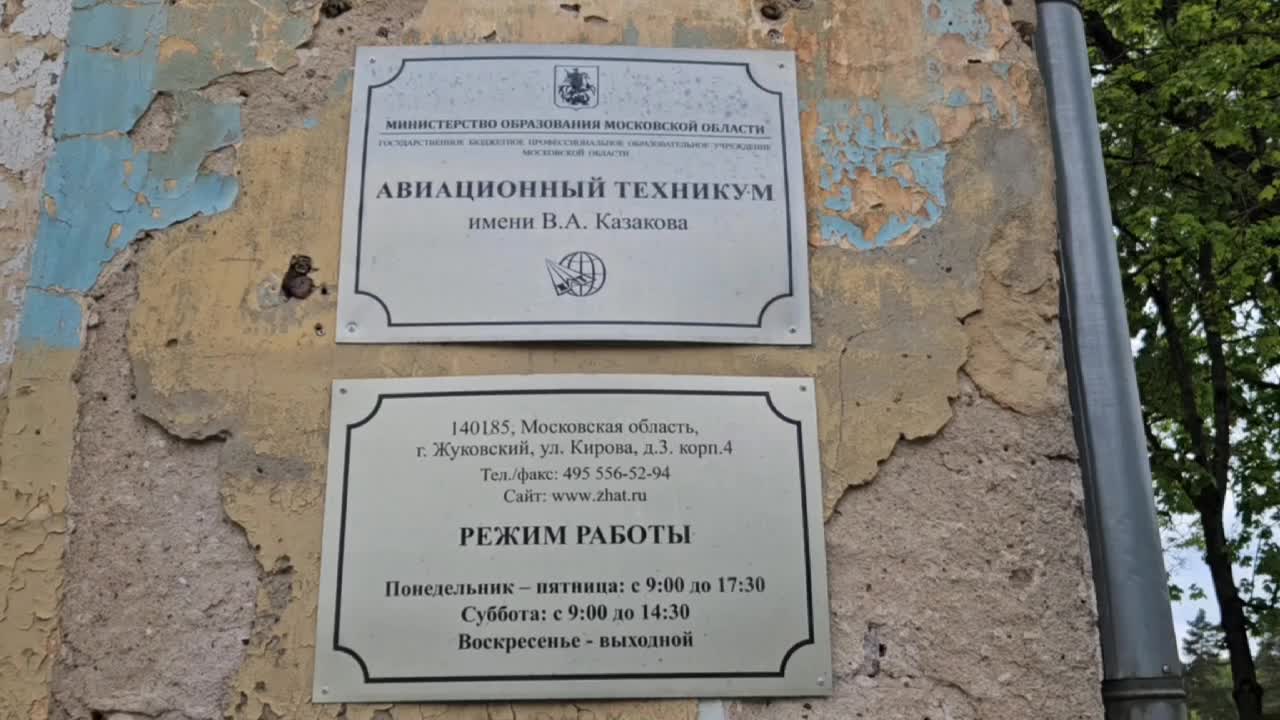 МИНИСТЕРСТВО ОБРАЗОВАНИЯ МОСКОВСКОЙ ОБЛАСТИ
ГОСУДАРСТВЕННОЕ БЮДЖЕТНОЕ ПРОФЕССИОНАЛЬНОЕ ОБРАЗОВАТЕЛЬНОЕ УЧРЕЖДЕНИЕ
МОСКОВСКОЙ ОБЛАСТИ
АВИАЦИОННЫЙ ТЕХНИКУМ
имени В.А. Казакова
140185, Московская область,
г. Жуковский, ул. Кирова, д.3. корп.4
Тел./факс: 495 556-52-94
Сайт: www.zhat.ru
РЕЖИМ РАБОТЫ
Понедельник – пятница: с 9:00 до 17:30
Суббота: с 9:00 до 14:30
Воскресенье - выходной